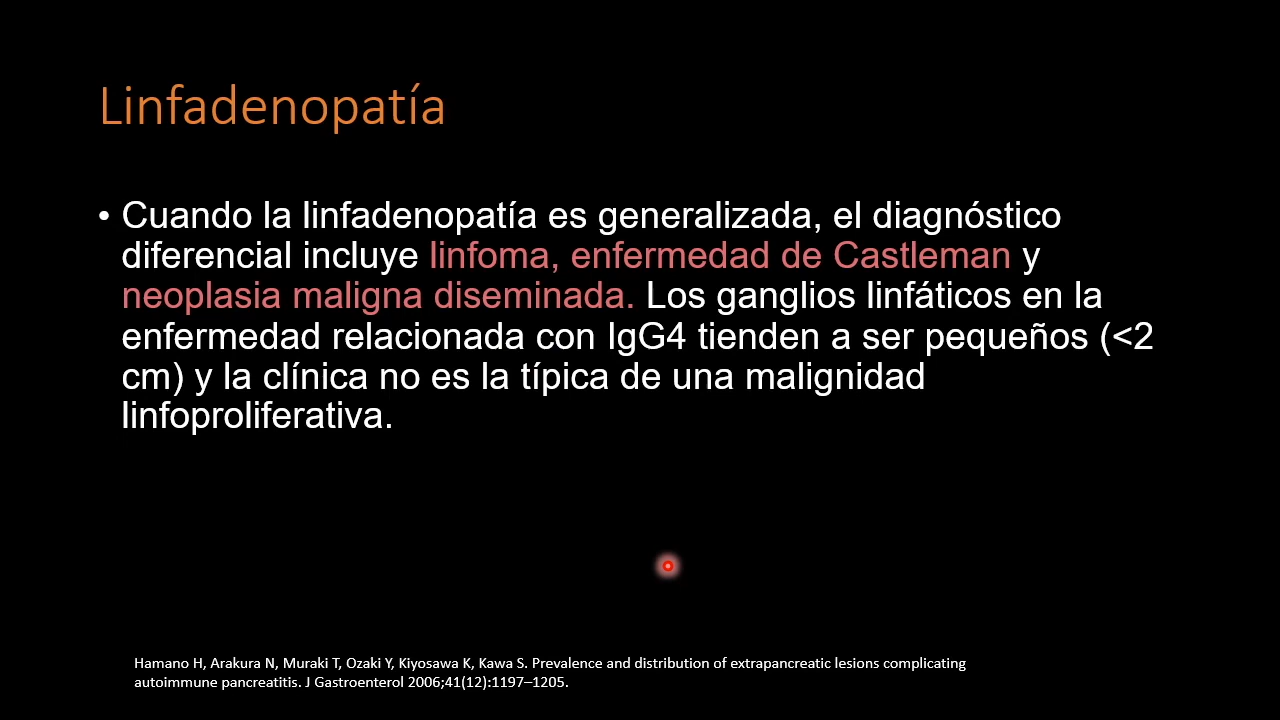 Linfadenopatía
• Cuando la linfadenopatía es generalizada, el diagnóstico
diferencial incluye linfoma, enfermedad de Castleman y
neoplasia maligna diseminada. Los ganglios linfáticos en la
enfermedad relacionada con IgG4 tienden a ser pequeños (<2
cm) y la clínica no es la típica de una malignidad
linfoproliferativa.
Hamano H, Arakura N, Muraki T, Ozaki Y, Kiyosawa K, Kawa S. Prevalence and distribution of extrapancreatic lesions complicating
autoimmune pancreatitis. J Gastroenterol 2006;41(12):1197–1205.